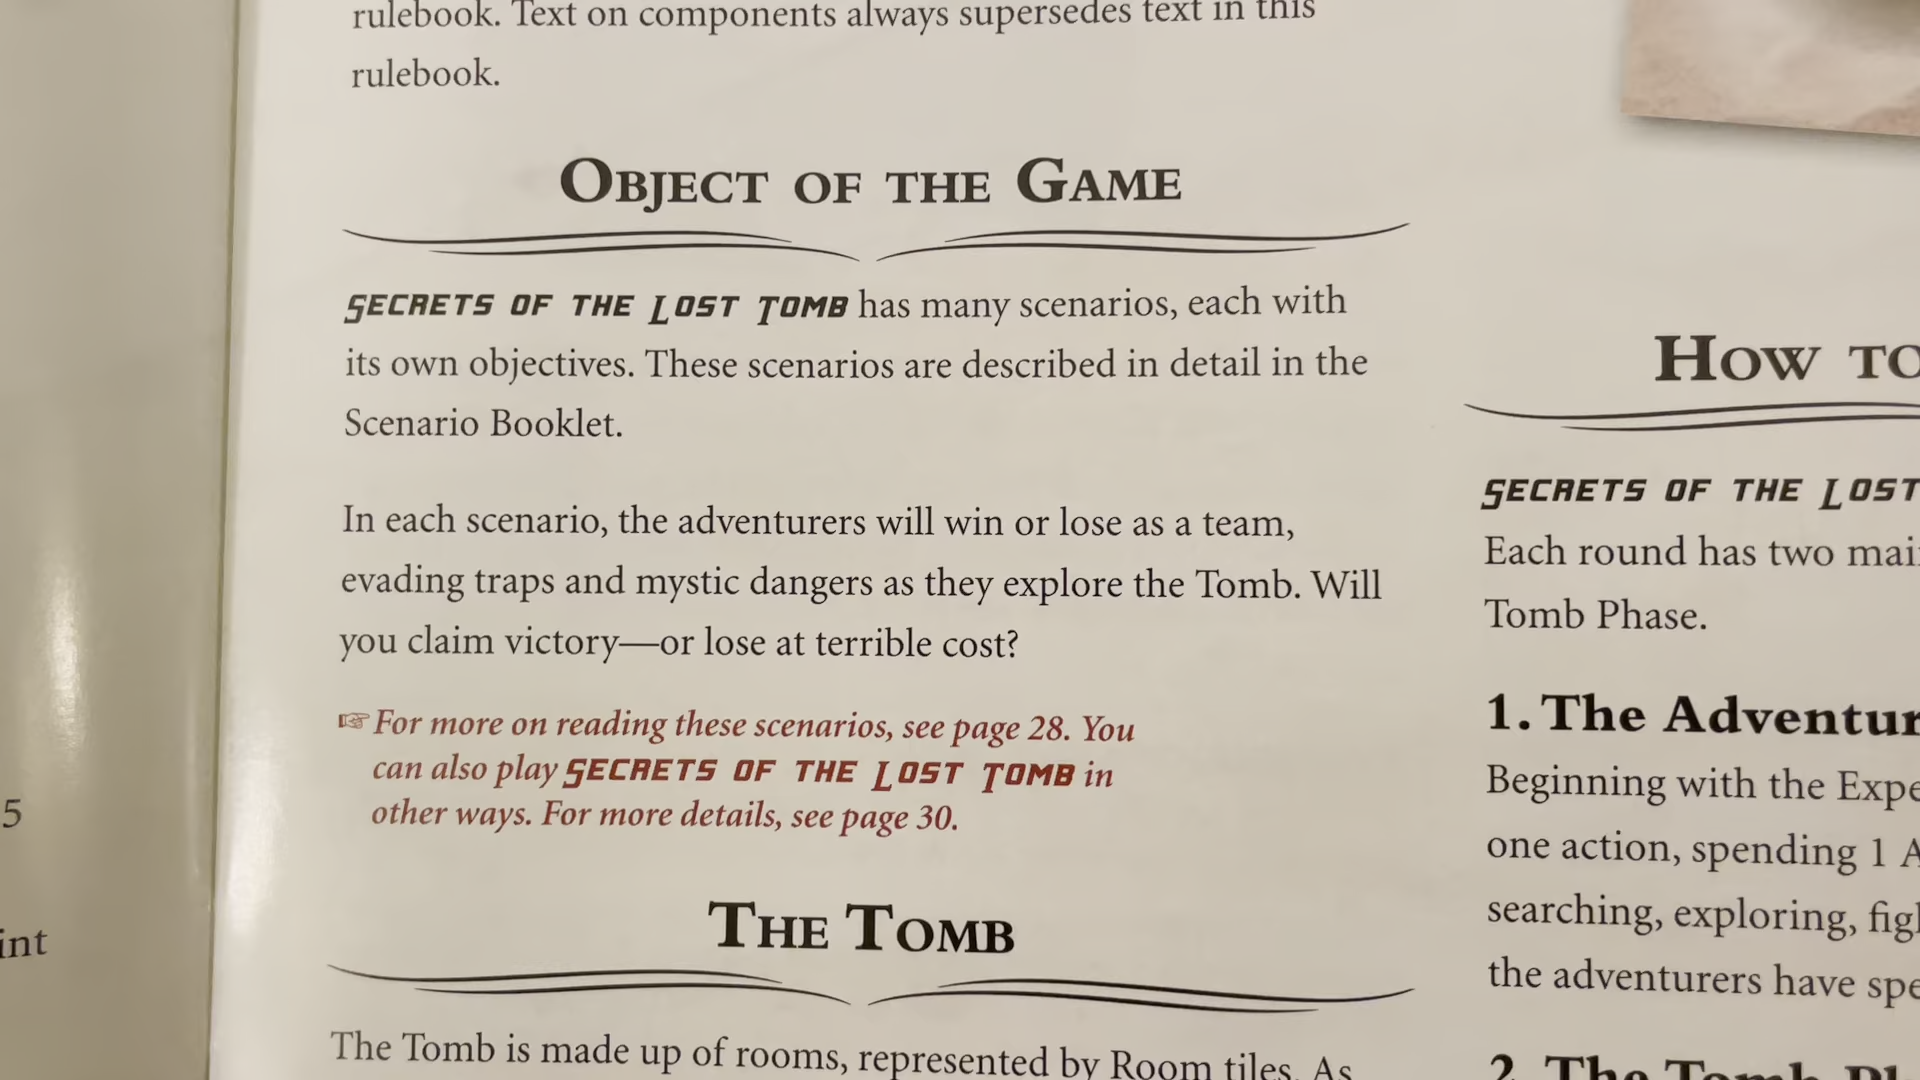 rulebook. Text on components always supersedes text in this
rulebook.
OBJECT OF THE GAME
SECRETS OF THE LOST TOMB has many scenarios, each with
its own objectives. These scenarios are described in detail in the
Scenario Booklet.
In each scenario, the adventurers will win or lose as a team,
evading traps and mystic dangers as they explore the Tomb. Will
you claim victory—or lose at terrible cost?
☞ For more on reading these scenarios, see page 28. You
can also play SECRETS OF THE LOST TOMB in
other ways. For more details, see page 30.
THE TOMB
The Tomb is made up of rooms, represented by Room tiles. As
HOW TO
SECRETS OF THE LOST
Each round has two
Tomb Phase.
1. The
Beginning with the
one action, spending 1
searching, exploring,
the adventurers have
2. The Tomb
5